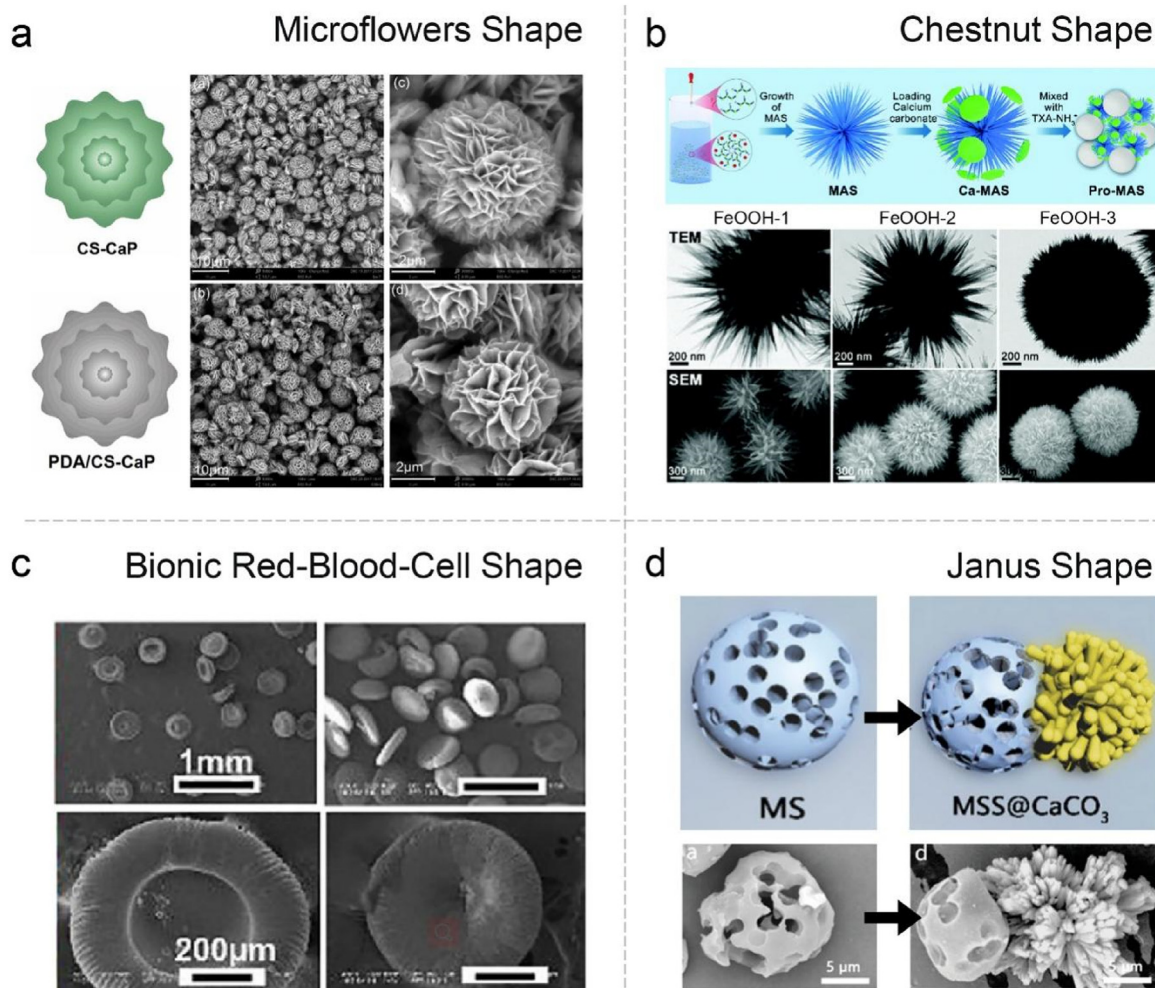 a
Microflowers Shape
CS-CaP
PDA/CS-CaP
(a)
10μm
(c)
2μm
(b)
10μm
(d)
2μm
b
Chestnut Shape
Growth
of
MAS
MAS
Loading
Calcium
carbonate
Ca-MAS
Mixed
with
TXA-NH₃⁺
Pro-MAS
FeOOH-1
FeOOH-2
FeOOH-3
TEM
200 nm
200 nm
200 nm
SEM
300 nm
300 nm
c
Bionic Red-Blood-Cell Shape
1mm
200μm
d
Janus Shape
MS
MSS@CaCO₃
a
5 μm
d
5 μm